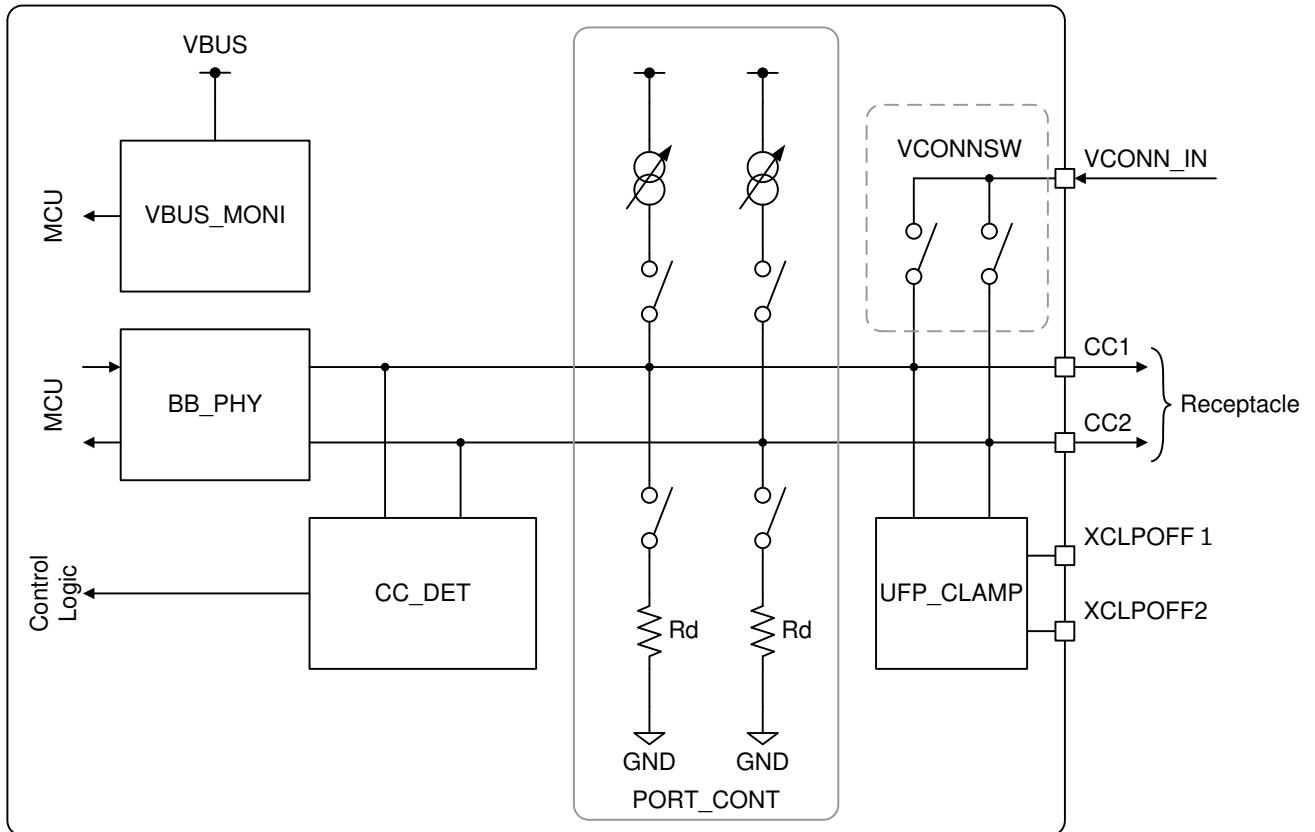 VBUS
VCONNSW
VCONN_IN
MCU
VBUS_MONI
CC1
MCU
BB_PHY
Receptacle
CC2
XCLPOFF 1
Control
Logic
CC_DET
UFP_CLAMP
XCLPOFF2
Rd
Rd
GND
GND
PORT_CONT